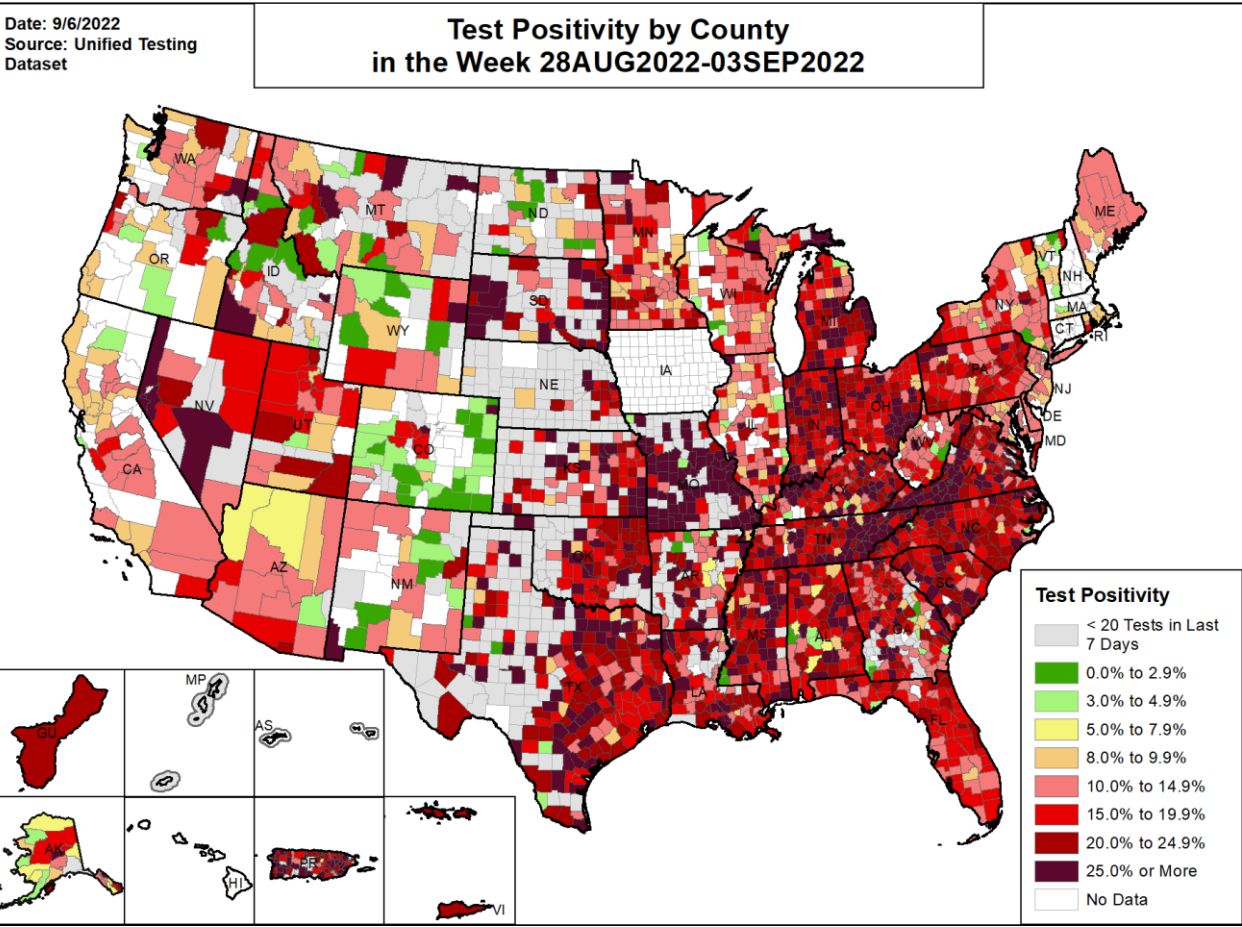 Date: 9/6/2022
Source: Unified Testing
Dataset
Test Positivity by County
in the Week 28AUG2022-03SEP2022
WA
MT
ND
MN
ME
OR
ID
SD
WI
MI
NY
VT
NH
MA
CT
RI
WY
NE
IA
PA
NJ
NV
UT
CO
IL
IN
OH
WV
DE
MD
CA
KS
MO
KY
VA
AZ
NM
OK
AR
TN
NC
SC
TX
LA
MS
AL
GA
FL
GU
MP
AS
AK
HI
PR
VI
Test Positivity
< 20 Tests in Last
7 Days
0.0% to 2.9%
3.0% to 4.9%
5.0% to 7.9%
8.0% to 9.9%
10.0% to 14.9%
15.0% to 19.9%
20.0% to 24.9%
25.0% or More
No Data